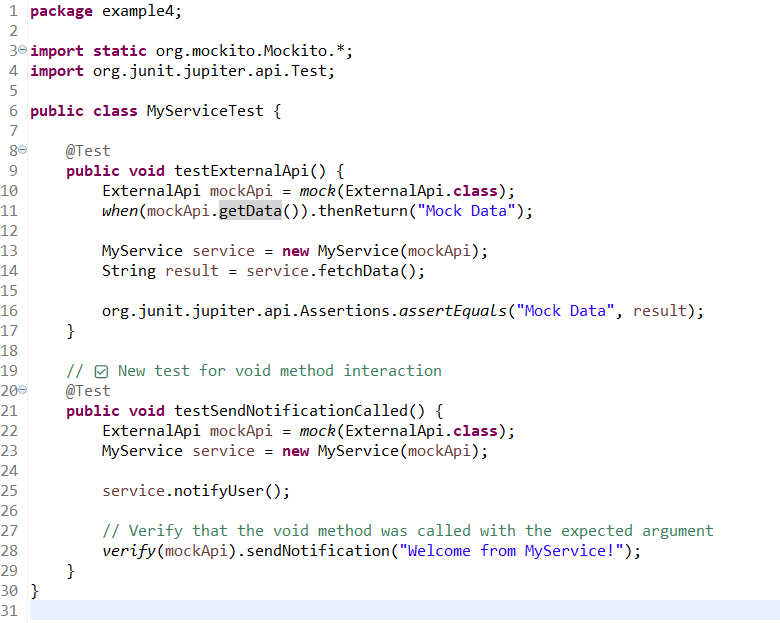 1 package example4;
2
3 import static org.mockito.Mockito.*;
4 import org.junit.jupiter.api.Test;
5
6 public class MyServiceTest {
7
8     @Test
9     public void testExternalApi() {
10         ExternalApi mockApi = mock(ExternalApi.class);
11         when(mockApi.getData()).thenReturn("Mock Data");
12
13         MyService service = new MyService(mockApi);
14         String result = service.fetchData();
15
16         org.junit.jupiter.api.Assertions.assertEquals("Mock Data", result);
17     }
18
19     // ☑ New test for void method interaction
20     @Test
21     public void testSendNotificationCalled() {
22         ExternalApi mockApi = mock(ExternalApi.class);
23         MyService service = new MyService(mockApi);
24
25         service.notifyUser();
26
27         // Verify that the void method was called with the expected argument
28         verify(mockApi).sendNotification("Welcome from MyService!");
29     }
30 }
31